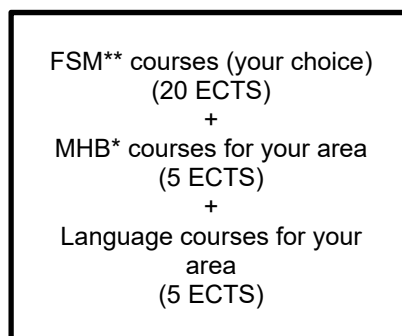 FSM** courses (your choice)
(20 ECTS)
+
MHB* courses for your area
(5 ECTS)
+
Language courses for your
area
(5 ECTS)